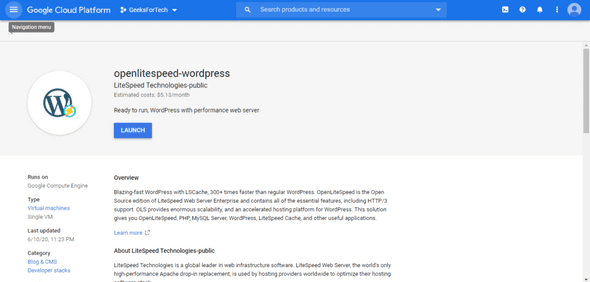 Google Cloud Platform
GeeksForTech
Search products and resources
Navigation menu
openlitespeed-wordpress
LiteSpeed Technologies-public
Estimated costs: $5.13/month
Ready to run, WordPress with performance web server
LAUNCH
Runs on
Google Compute Engine
Type
Virtual machines
Single VM
Last updated
6/10/20, 11:23 PM
Category
Blog & CMS
Developer stacks
Overview
Blazing-fast WordPress with LSCache, 300+ times faster than regular WordPress. OpenLiteSpeed is the Open
Source edition of LiteSpeed Web Server Enterprise and contains all of the essential features, including HTTP/3
support. OLS provides enormous scalability, and an accelerated hosting platform for WordPress. This solution
gives you OpenLiteSpeed, PHP, MySQL Server, WordPress, LiteSpeed Cache, and other useful applications.
Learn more
About LiteSpeed Technologies-public
LiteSpeed Technologies is a global leader in web infrastructure software. LiteSpeed Web Server, the world's only
high-performance Apache drop-in replacement, is used by hosting providers worldwide to optimize their hosting